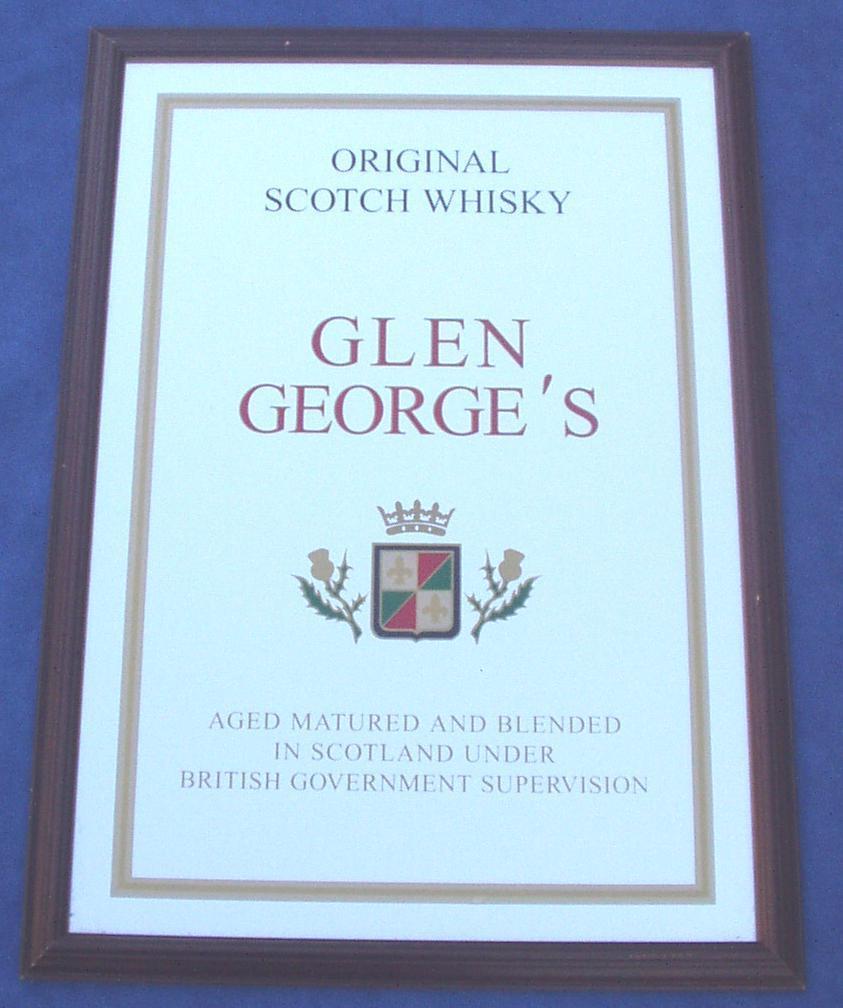 ORIGINAL
SCOTCH WHISKY
GLEN
GEORGE'S
AGED MATURED AND BLENDED
IN SCOTLAND UNDER
BRITISH GOVERNMENT SUPERVISION